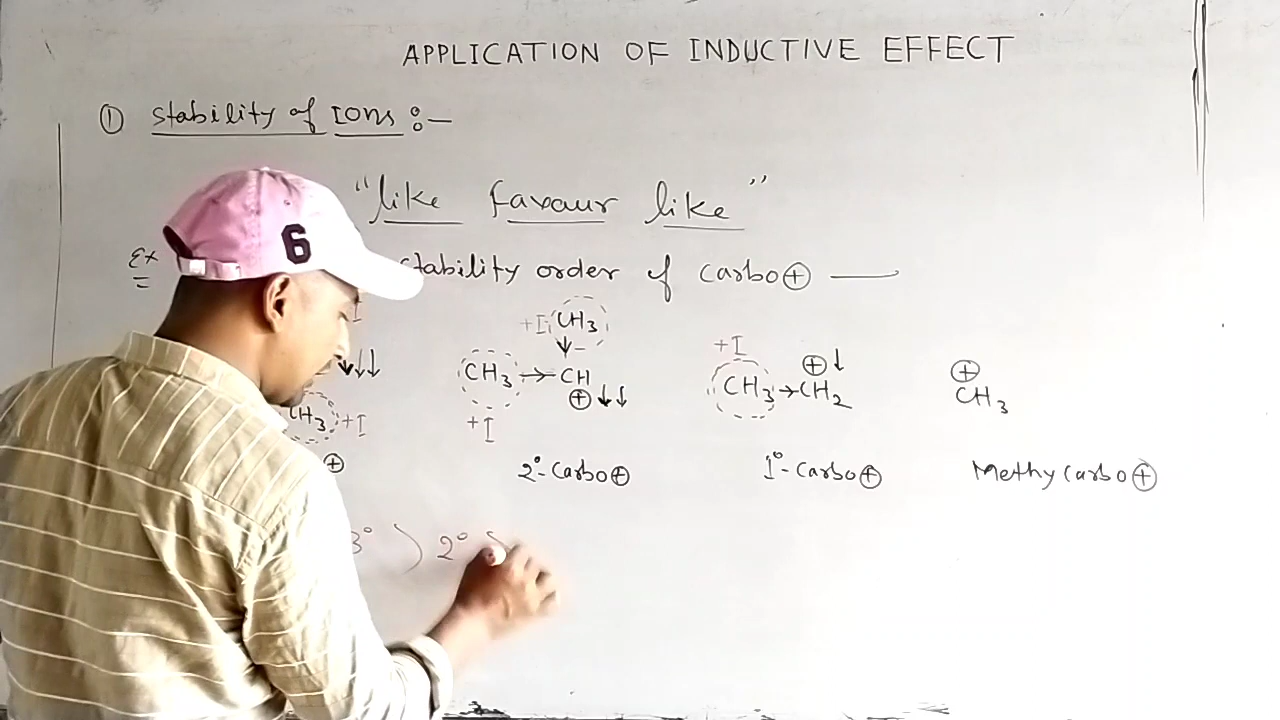 APPLICATION OF INDUCTIVE EFFECT
① Stability of Ions :-
"like favour like"
Ex stability order of Carbo⊕
6
I
+I CH3
+I
⊕ ↓
⊕
↓↓↓
CH3 → CH
CH3 → CH2
CH3
CH3 +I
⊕ ↓↓
+I
⊕
2°-Carbo⊕
1°-Carbo⊕
Methy Carbo⊕
3° > 2° >